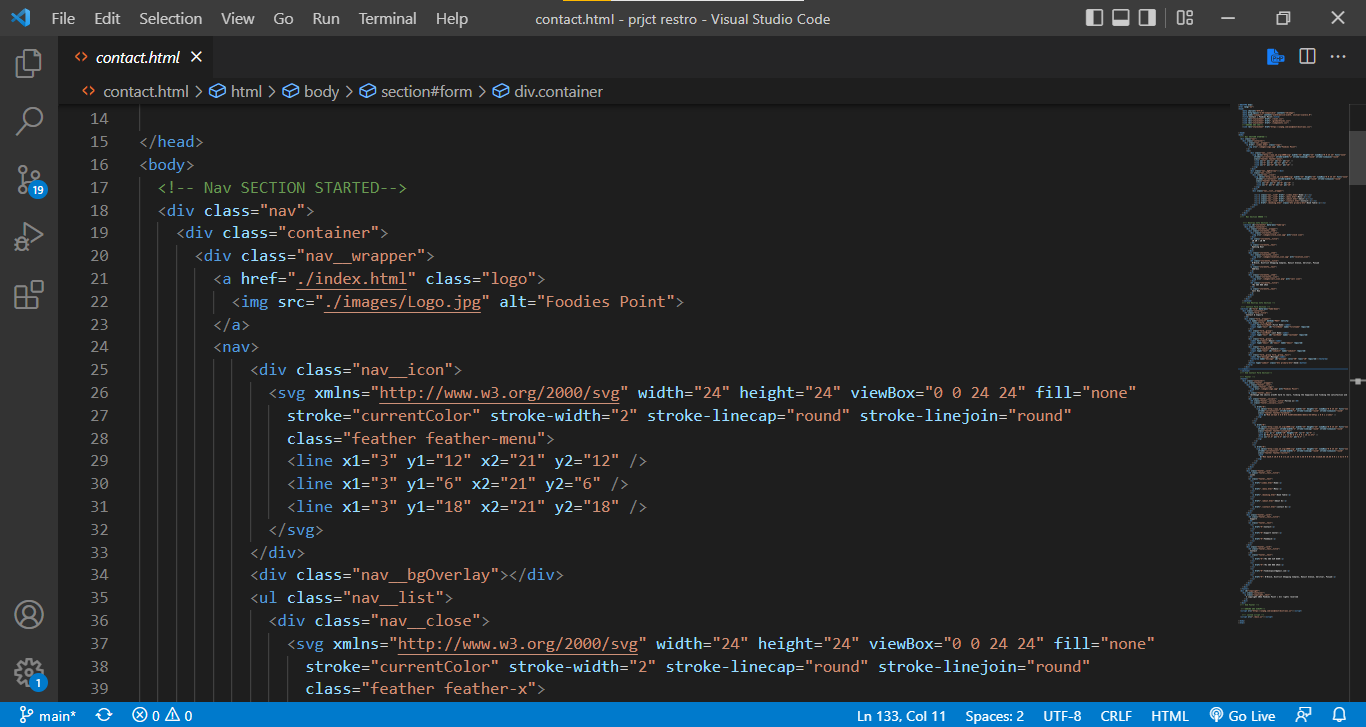 File Edit Selection View Go Run Terminal Help contact.html - prjct restro - Visual Studio Code
contact.html
contact.html > html > body > section#form > div.container
14
15 </head>
16 <body>
17 <!-- Nav SECTION STARTED-->
18 <div class="nav">
19 <div class="container">
20 <div class="nav__wrapper">
21 <a href="./index.html" class="logo">
22 <img src="./images/Logo.jpg" alt="Foodies Point">
23 </a>
24 <nav>
25 <div class="nav__icon">
26 <svg xmlns="http://www.w3.org/2000/svg" width="24" height="24" viewBox="0 0 24 24" fill="none"
27 stroke="currentColor" stroke-width="2" stroke-linecap="round" stroke-linejoin="round"
28 class="feather feather-menu">
29 <line x1="3" y1="12" x2="21" y2="12" />
30 <line x1="3" y1="6" x2="21" y2="6" />
31 <line x1="3" y1="18" x2="21" y2="18" />
32 </svg>
33 </div>
34 <div class="nav__bgOverlay"></div>
35 <ul class="nav__list">
36 <div class="nav__close">
37 <svg xmlns="http://www.w3.org/2000/svg" width="24" height="24" viewBox="0 0 24 24" fill="none"
38 stroke="currentColor" stroke-width="2" stroke-linecap="round" stroke-linejoin="round"
39 class="feather feather-x">
19
1
main* 0 0 Ln 133, Col 11 Spaces: 2 UTF-8 CRLF HTML Go Live